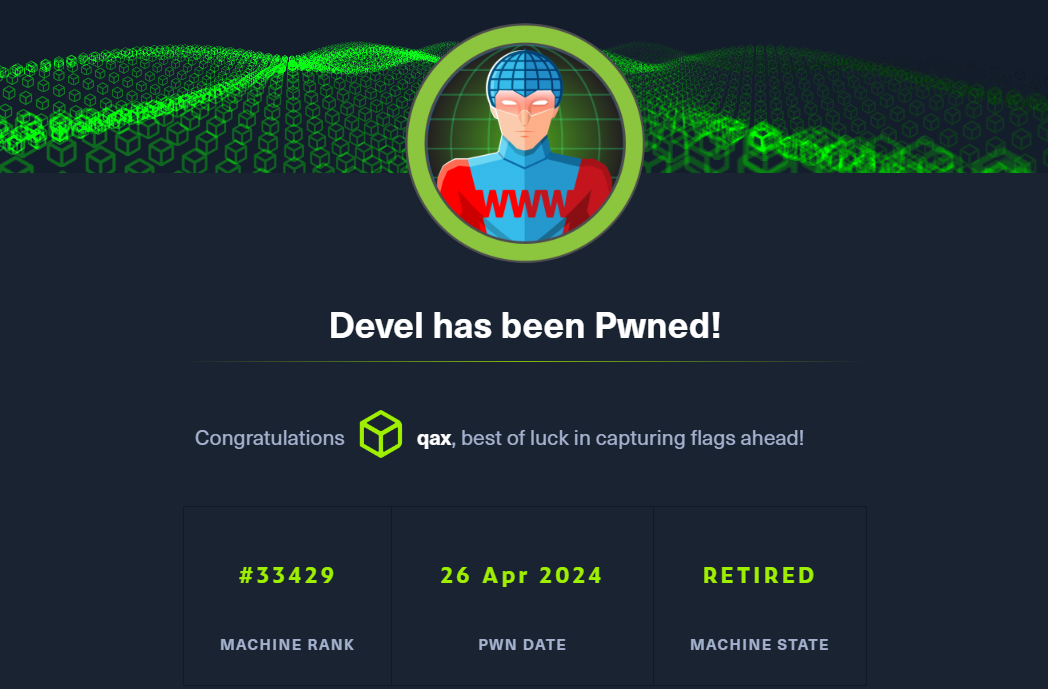 WWW
Devel has been Pwned!
Congratulations qax, best of luck in capturing flags ahead!
#33429 26 Apr 2024 RETIRED
MACHINE RANK PWN DATE MACHINE STATE